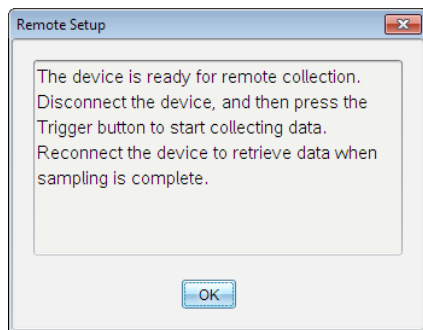 Remote Setup
The device is ready for remote collection.
Disconnect the device, and then press the
Trigger button to start collecting data.
Reconnect the device to retrieve data when
sampling is complete.
OK